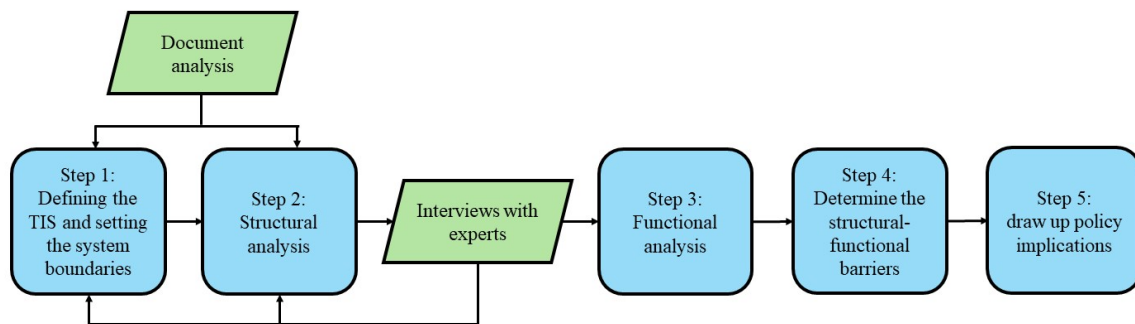 Document
analysis
Step 1:
Defining the
TIS and setting
the system
boundaries
Step 2:
Structural
analysis
Interviews with
experts
Step 3:
Functional
analysis
Step 4:
Determine the
structural-
functional
barriers
Step 5:
draw up policy
implications